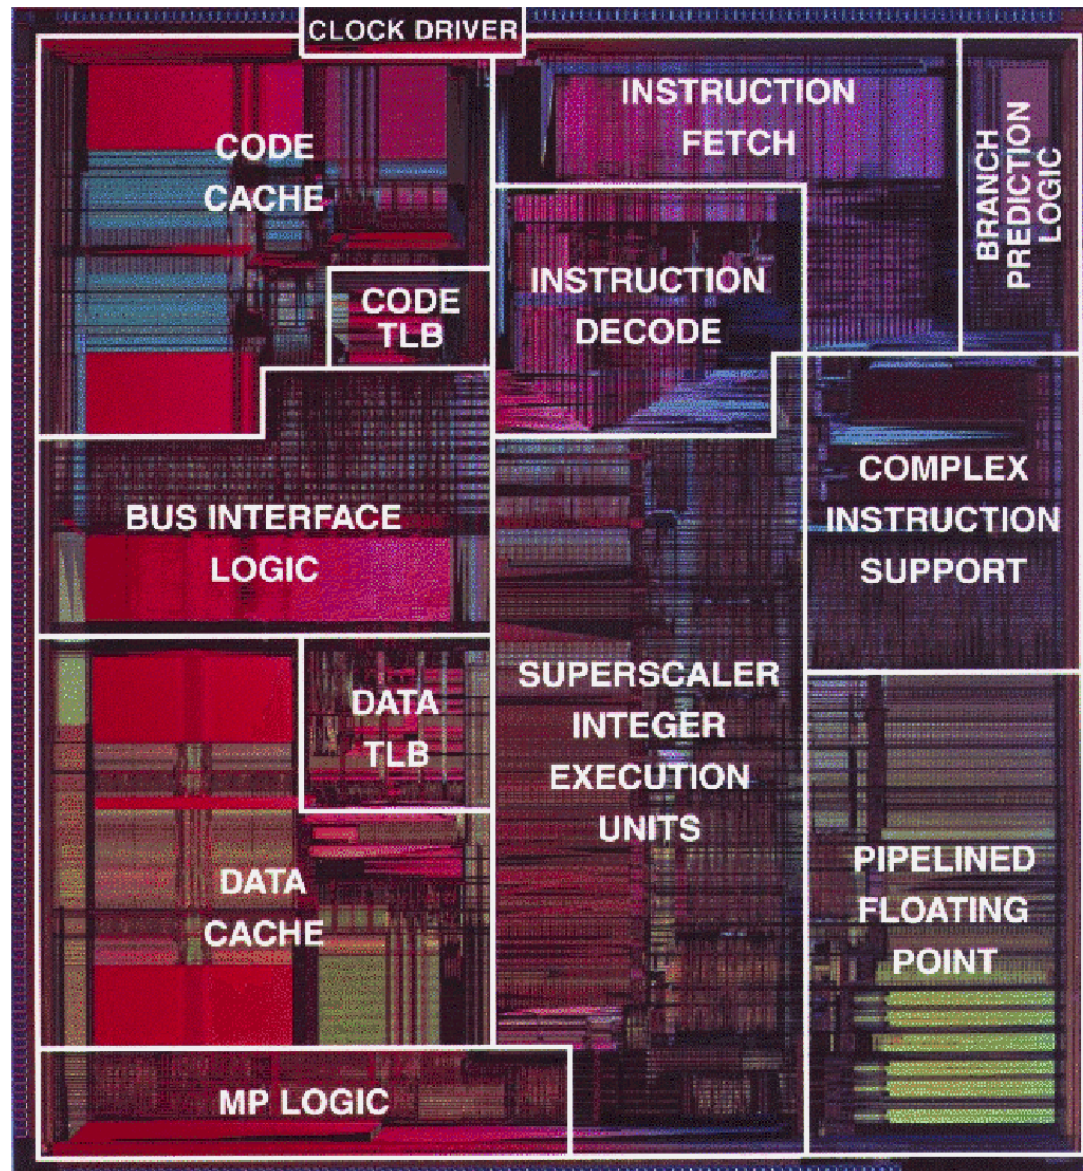 CLOCK DRIVER
CODE
CACHE
INSTRUCTION
FETCH
BRANCH
PREDICTION
LOGIC
CODE
TLB
INSTRUCTION
DECODE
BUS INTERFACE
LOGIC
COMPLEX
INSTRUCTION
SUPPORT
DATA
TLB
SUPERSCALER
INTEGER
EXECUTION
UNITS
DATA
CACHE
PIPELINED
FLOATING
POINT
MP LOGIC